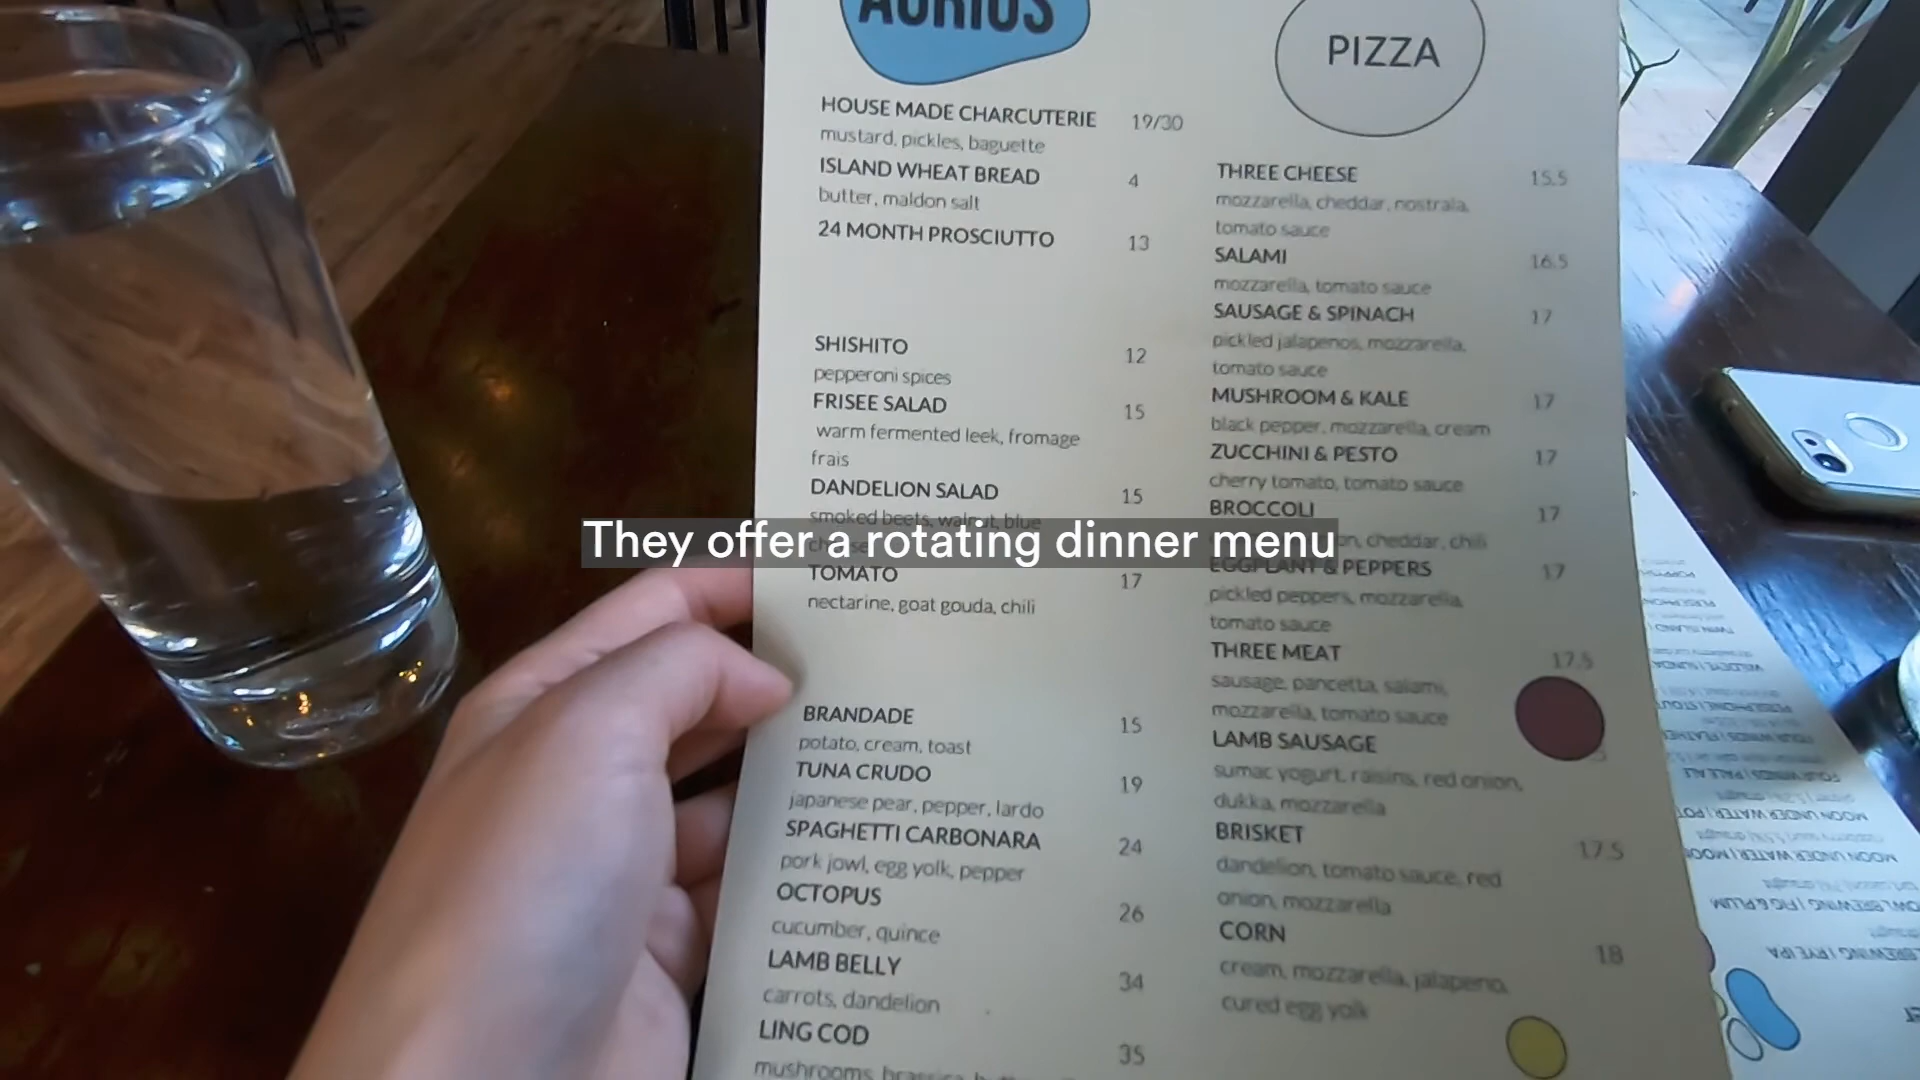 HOUSE MADE CHARCUTERIE 19/30
mustard, pickles, baguette
ISLAND WHEAT BREAD 4
butter, maldon salt
24 MONTH PROSCIUTTO 13
SHISHITO 12
pepperoni spices
FRISEE SALAD 15
warm fermented leek, fromage
frais
DANDELION SALAD 15
smoked beets, walnut, blue
TOMATO 17
nectarine, goat gouda, chili
BRANDADE 15
potato, cream, toast
TUNA CRUDO 19
japanese pear, pepper, lardo
SPAGHETTI CARBONARA 24
pork jowl, egg yolk, pepper
OCTOPUS 26
cucumber, quince
LAMB BELLY 34
carrots, dandelion
LING COD 35
mushrooms
PIZZA
THREE CHEESE 15.5
mozzarella, cheddar, nostrala,
tomato sauce
SALAMI 16.5
mozzarella, tomato sauce
SAUSAGE & SPINACH 17
pickled jalapenos, mozzarella,
tomato sauce
MUSHROOM & KALE 17
black pepper, mozzarella, cream
ZUCCHINI & PESTO 17
cherry tomato, tomato sauce
BROCCOLI 17
cheddar, chili
EGGPLANT & PEPPERS 17
pickled peppers, mozzarella,
tomato sauce
THREE MEAT 17.5
sausage, pancetta, salami,
mozzarella, tomato sauce
LAMB SAUSAGE
sumac yogurt, raisins, red onion,
dukka, mozzarella
BRISKET 17.5
dandelion, tomato sauce, red
onion, mozzarella
CORN 18
cream, mozzarella, jalapeno,
cured egg yolk
They offer a rotating dinner menu